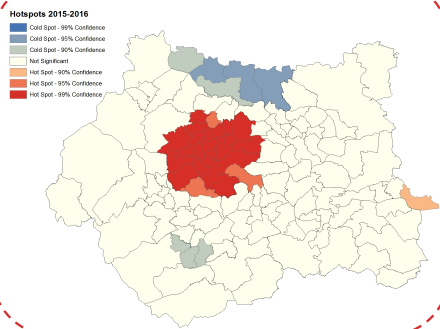 Hotspots 2015-2016
Cold Spot - 99% Confidence
Cold Spot - 95% Confidence
Cold Spot - 90% Confidence
Not Significant
Hot Spot - 90% Confidence
Hot Spot - 95% Confidence
Hot Spot - 99% Confidence